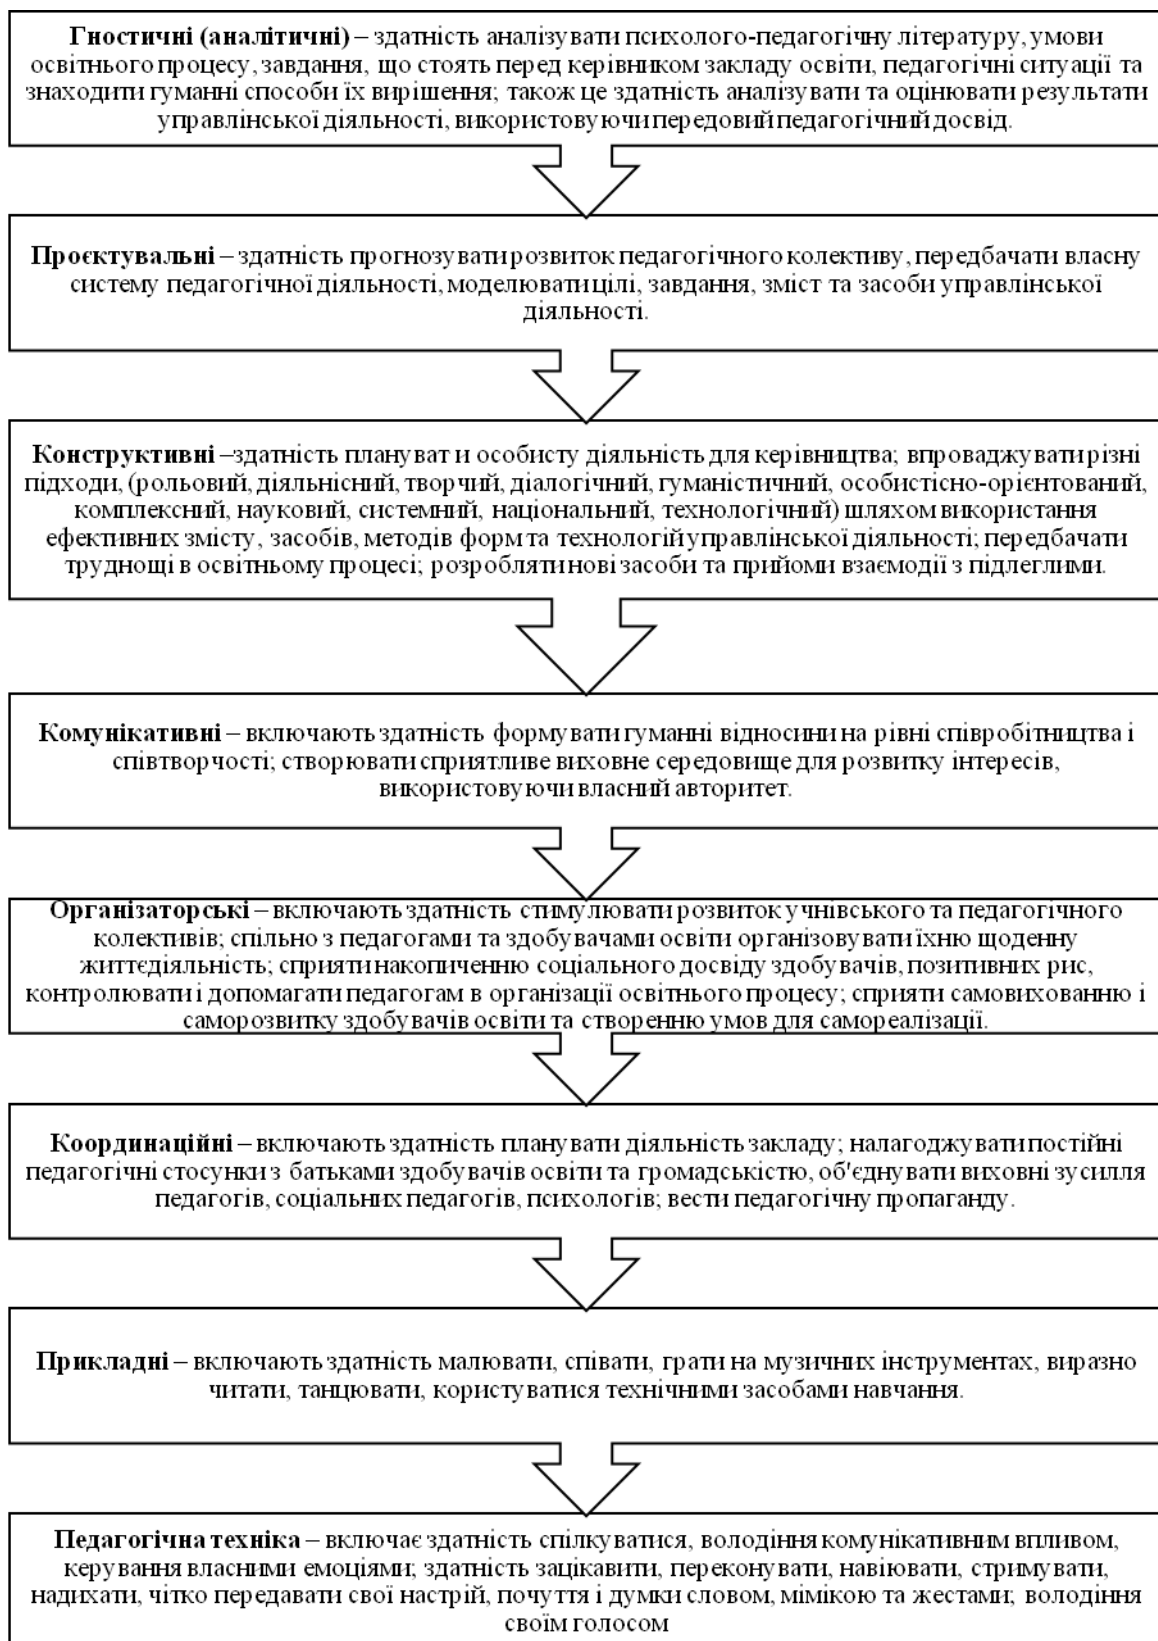 Гностичні (аналітичні) – здатність аналізувати психолого-педагогічну літературу, умови
освітнього процесу, завдання, що стоять перед керівником закладу освіти, педагогічні ситуації та
знаходити гуманні способи їх вирішення; також це здатність аналізувати та оцінювати результати
управлінської діяльності, використовуючи передовий педагогічний досвід.
Проєктувальні – здатність прогнозувати розвиток педагогічного колективу, передбачати власну
систему педагогічної діяльності, моделювати цілі, завдання, зміст та засоби управлінської
діяльності.
Конструктивні –здатність плануват и особисту діяльність для керівництва; впроваджувати різні
підходи, (рольовий, діяльнісний, творчий, діалогічний, гуманістичний, особистісно-орієнтований,
комплексний, науковий, системний, національний, технологічний) шляхом використання
ефективних змісту, засобів, методів форм та технологій управлінської діяльності; передбачати
труднощі в освітньому процесі; розробляти нові засоби та прийоми взаємодії з підлеглими.
Комунікативні – включають здатність формувати гуманні відносини на рівні співробітництва і
співтворчості; створювати сприятливе виховне середовище для розвитку інтересів,
використовуючи власний авторитет.
Організаторські – включають здатність стимулювати розвиток учнівського та педагогічного
колективів; спільно з педагогами та здобувачами освіти організовувати їхню щоденну
життєдіяльність; сприяти накопиченню соціального досвіду здобувачів, позитивних рис,
контролювати і допомагати педагогам в організації освітнього процесу; сприяти самовихованню і
саморозвитку здобувачів освіти та створенню умов для самореалізації.
Координаційні – включають здатність планувати діяльність закладу; налагоджувати постійні
педагогічні стосунки з батьками здобувачів освіти та громадськістю, об'єднувати виховні зусилля
педагогів, соціальних педагогів, психологів; вести педагогічну пропаганду.
Прикладні – включають здатність малювати, співати, грати на музичних інструментах, виразно
читати, танцювати, користуватися технічними засобами навчання.
Педагогічна техніка – включає здатність спілкуватися, володіння комунікативним впливом,
керування власними емоціями; здатність зацікавити, переконувати, навіювати, стримувати,
надихати, чітко передавати свої настрій, почуття і думки словом, мімікою та жестами; володіння
своїм голосом